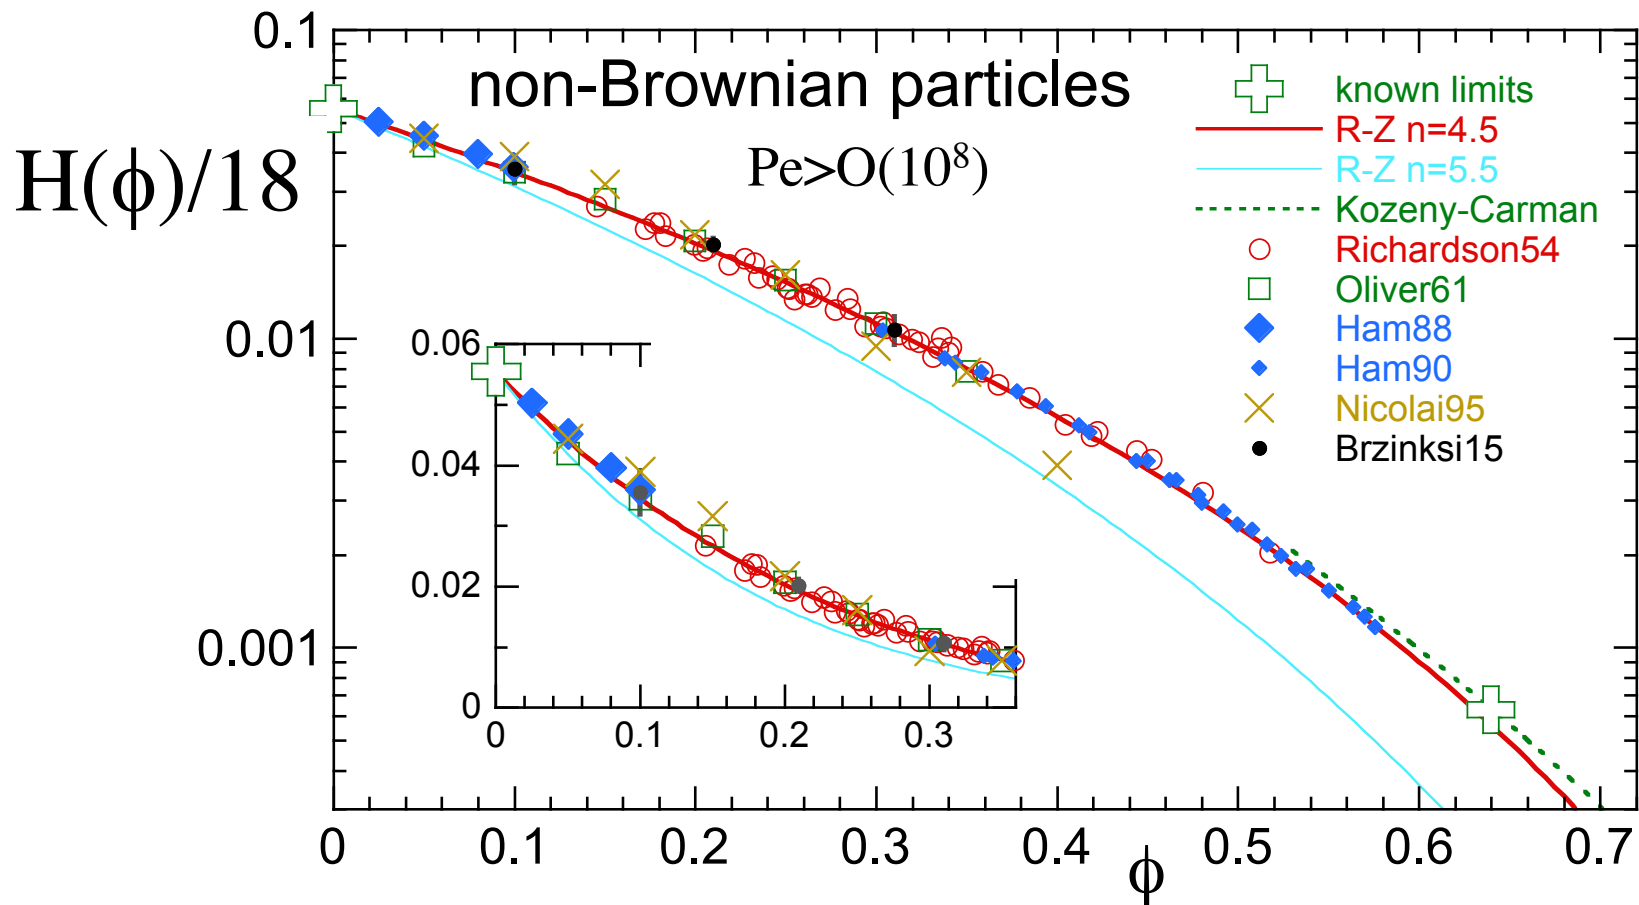 0.1
non-Brownian particles
H(ϕ)/18
Pe>O(10⁸)
known limits
R-Z n=4.5
R-Z n=5.5
Kozeny-Carman
Richardson54
Oliver61
Ham88
Ham90
Nicolai95
Brzinksi15
0.01
0.001
0.06
0.04
0.02
0
0 0.1 0.2 0.3
0 0.1 0.2 0.3 0.4 0.5 0.6 0.7
ϕ